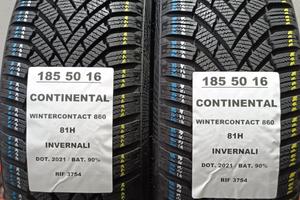 185 50 16
CONTINENTAL
WINTERCONTACT 860
81H
INVERNALI
DOT. 2021 / BAT. 90%
RIF 3754
185 50 16
CONTINENTAL
WINTERCONTACT 860
81H
INVERNALI
DOT. 2021 / BAT. 90%
RIF 3754